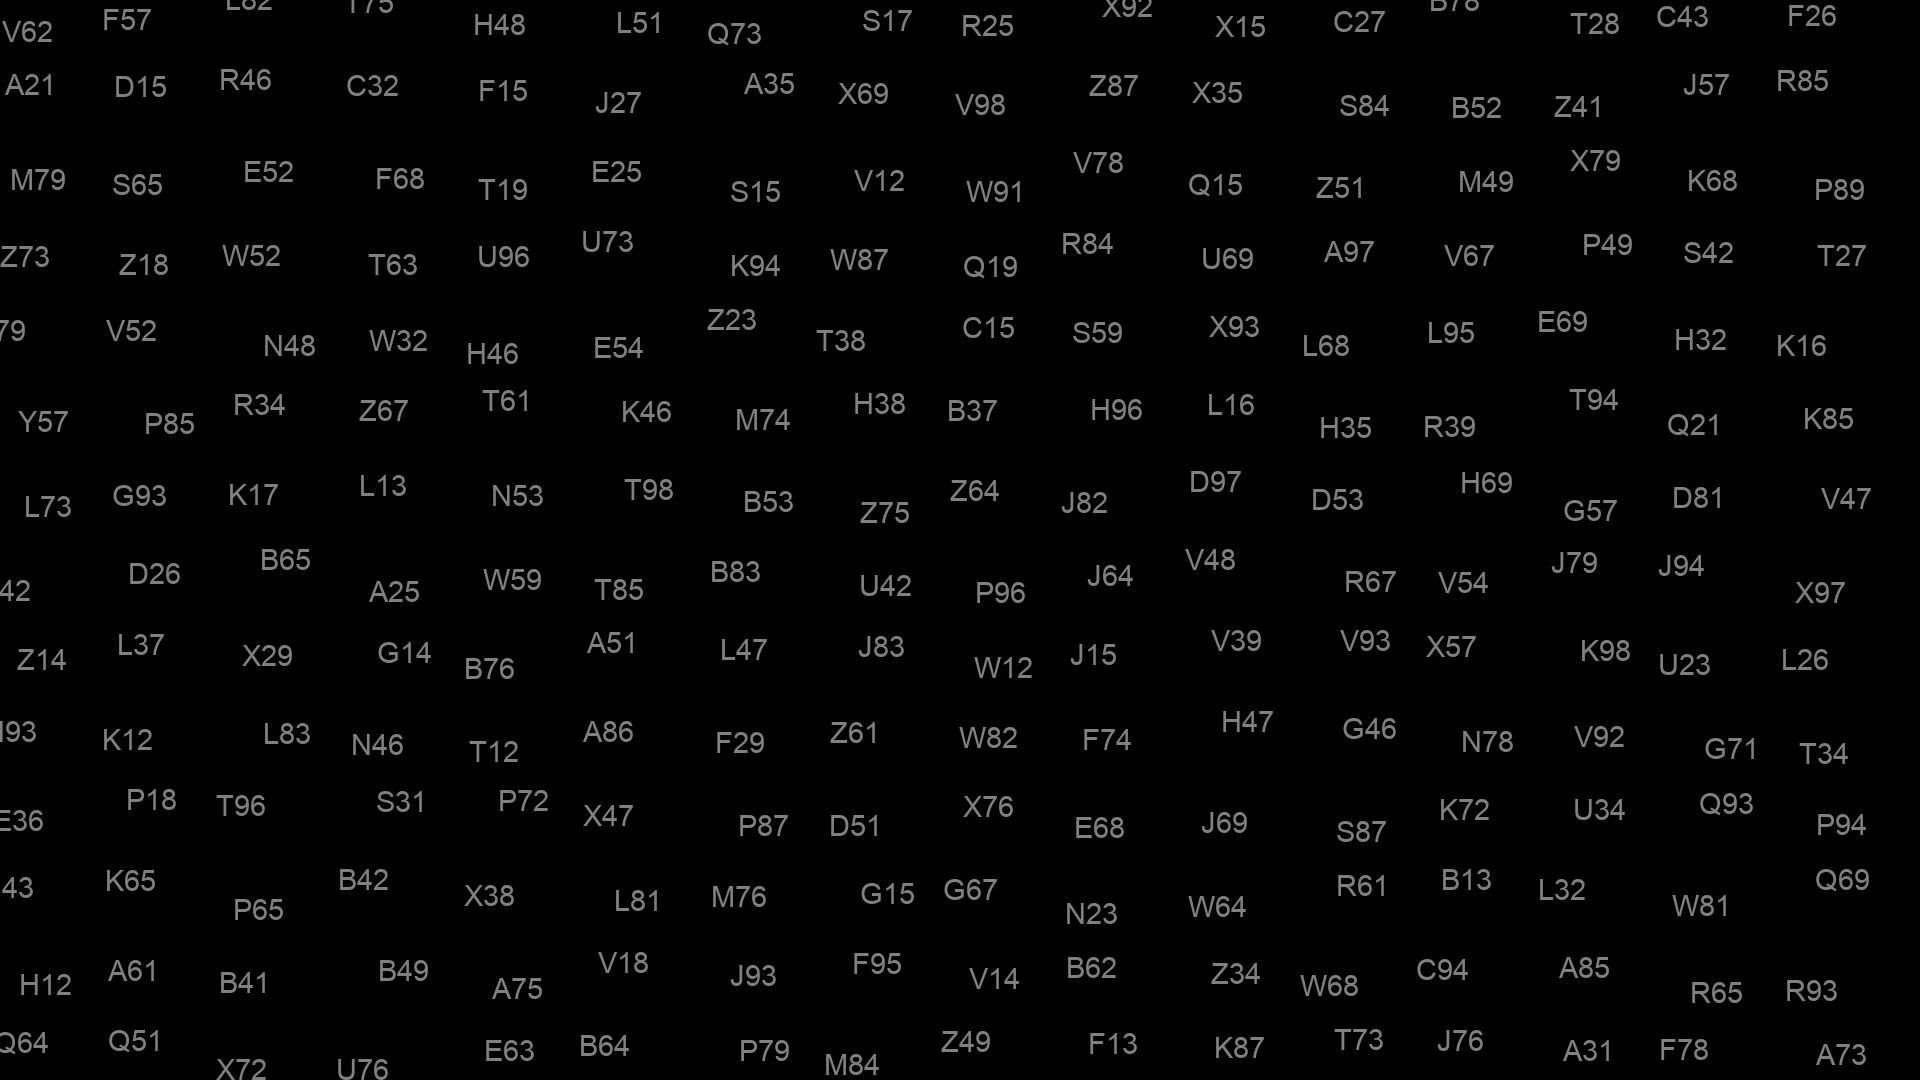 V62 F57 L82 T75 H48 L51 Q73 S17 R25 X92 X15 C27 B78 T28 C43 F26
A21 D15 R46 C32 F15 J27 A35 X69 V98 Z87 X35 S84 B52 Z41 J57 R85
M79 S65 E52 F68 T19 E25 S15 V12 W91 V78 Q15 Z51 M49 X79 K68 P89
Z73 Z18 W52 T63 U96 U73 K94 W87 Q19 R84 U69 A97 V67 P49 S42 T27
79 V52 N48 W32 H46 E54 Z23 T38 C15 S59 X93 L68 L95 E69 H32 K16
Y57 P85 R34 Z67 T61 K46 M74 H38 B37 H96 L16 H35 R39 T94 Q21 K85
L73 G93 K17 L13 N53 T98 B53 Z75 Z64 J82 D97 D53 H69 G57 D81 V47
42 D26 B65 A25 W59 T85 B83 U42 P96 J64 V48 R67 V54 J79 J94 X97
Z14 L37 X29 G14 B76 A51 L47 J83 W12 J15 V39 V93 X57 K98 U23 L26
93 K12 L83 N46 T12 A86 F29 Z61 W82 F74 H47 G46 N78 V92 G71 T34
E36 P18 T96 S31 P72 X47 P87 D51 X76 E68 J69 S87 K72 U34 Q93 P94
43 K65 P65 B42 X38 L81 M76 G15 G67 N23 W64 R61 B13 L32 W81 Q69
H12 A61 B41 B49 A75 V18 J93 F95 V14 B62 Z34 W68 C94 A85 R65 R93
Q64 Q51 X72 U76 E63 B64 P79 M84 Z49 F13 K87 T73 J76 A31 F78 A73